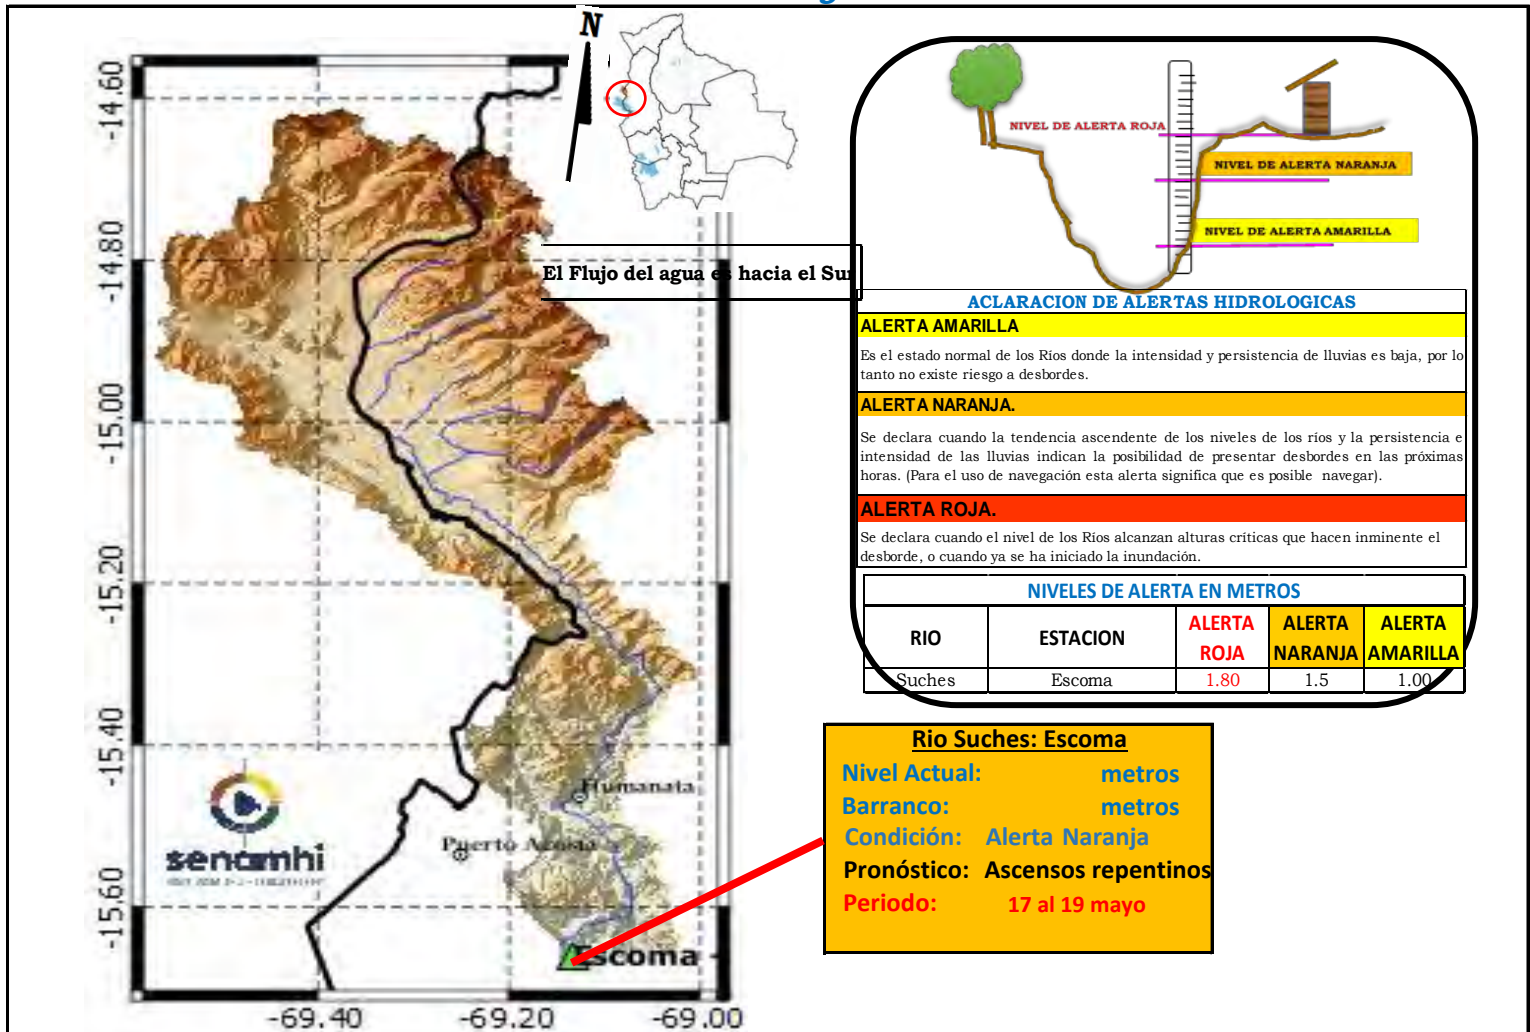 N
-14.60
-14.80
-15.00
-15.20
-15.40
-15.60
-69.40
-69.20
-69.00
El Flujo del agua es hacia el Sur
Humanata
Puerto Acosta
Escoma
senamhi
NIVEL DE ALERTA ROJA
NIVEL DE ALERTA NARANJA
NIVEL DE ALERTA AMARILLA
ACLARACION DE ALERTAS HIDROLOGICAS
ALERTA AMARILLA
Es el estado normal de los Ríos donde la intensidad y persistencia de lluvias es baja, por lo
tanto no existe riesgo a desbordes.
ALERTA NARANJA.
Se declara cuando la tendencia ascendente de los niveles de los ríos y la persistencia e
intensidad de las lluvias indican la posibilidad de presentar desbordes en las próximas
horas. (Para el uso de navegación esta alerta significa que es posible navegar).
ALERTA ROJA.
Se declara cuando el nivel de los Ríos alcanzan alturas críticas que hacen inminente el
desborde, o cuando ya se ha iniciado la inundación.
NIVELES DE ALERTA EN METROS
RIO ESTACION ALERTA ROJA ALERTA NARANJA ALERTA AMARILLA
Suches Escoma 1.80 1.5 1.00
Rio Suches: Escoma
Nivel Actual: metros
Barranco: metros
Condición: Alerta Naranja
Pronóstico: Ascensos repentinos
Periodo: 17 al 19 mayo